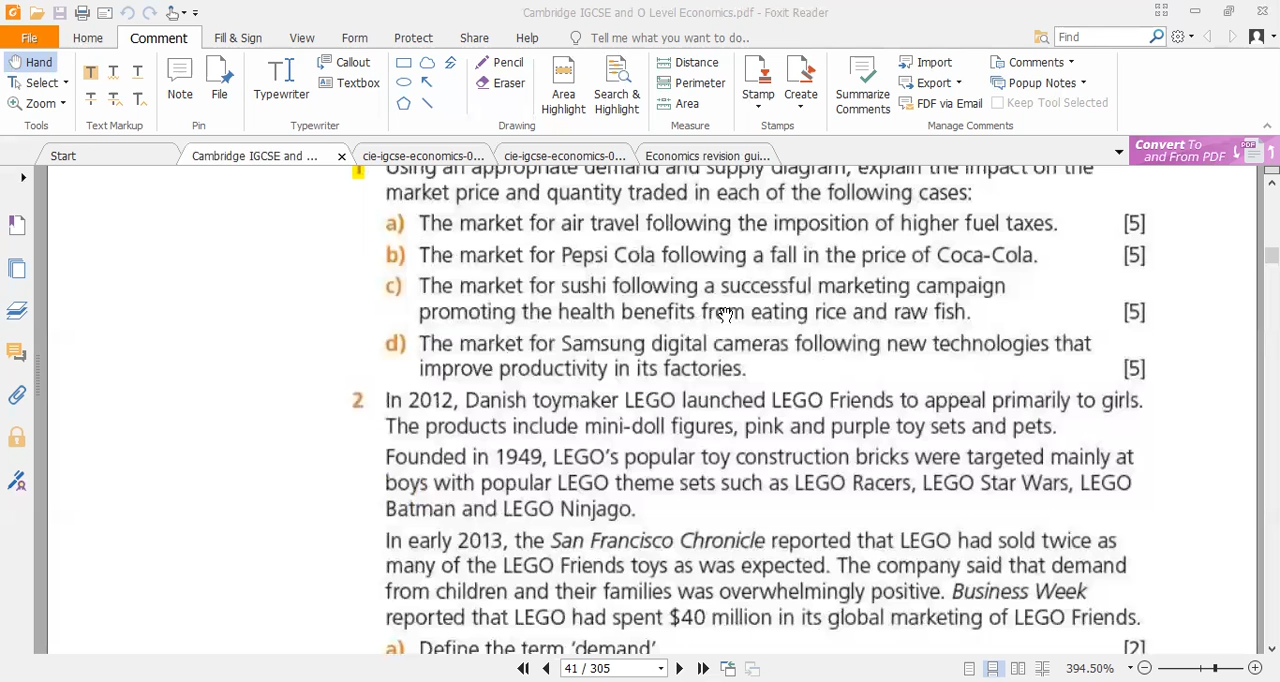 Cambridge IGCSE and O Level Economics.pdf - Foxit Reader
File Home Comment Fill & Sign View Form Protect Share Help Tell me what you want to do.. Find
Hand
Select
Zoom
Tools
Text Markup
Note
File
Pin
Typewriter
Callout
Textbox
Typewriter
Pencil
Eraser
Area Highlight
Search & Highlight
Drawing
Distance
Perimeter
Area
Measure
Stamp
Create
Stamps
Summarize Comments
Import
Export
FDF via Email
Comments
Popup Notes
Keep Tool Selected
Manage Comments
Start Cambridge IGCSE and ... cie-igcse-economics-0... cie-igcse-economics-0... Economics revision gui...
Convert To
and From PDF
PDF
1 Using an appropriate demand and supply diagram, explain the impact on the
market price and quantity traded in each of the following cases:
a) The market for air travel following the imposition of higher fuel taxes. [5]
b) The market for Pepsi Cola following a fall in the price of Coca-Cola. [5]
c) The market for sushi following a successful marketing campaign
promoting the health benefits from eating rice and raw fish. [5]
d) The market for Samsung digital cameras following new technologies that
improve productivity in its factories. [5]
2 In 2012, Danish toymaker LEGO launched LEGO Friends to appeal primarily to girls.
The products include mini-doll figures, pink and purple toy sets and pets.
Founded in 1949, LEGO's popular toy construction bricks were targeted mainly at
boys with popular LEGO theme sets such as LEGO Racers, LEGO Star Wars, LEGO
Batman and LEGO Ninjago.
In early 2013, the San Francisco Chronicle reported that LEGO had sold twice as
many of the LEGO Friends toys as was expected. The company said that demand
from children and their families was overwhelmingly positive. Business Week
reported that LEGO had spent $40 million in its global marketing of LEGO Friends.
a) Define the term 'demand'. [2]
41 / 305
394.50%